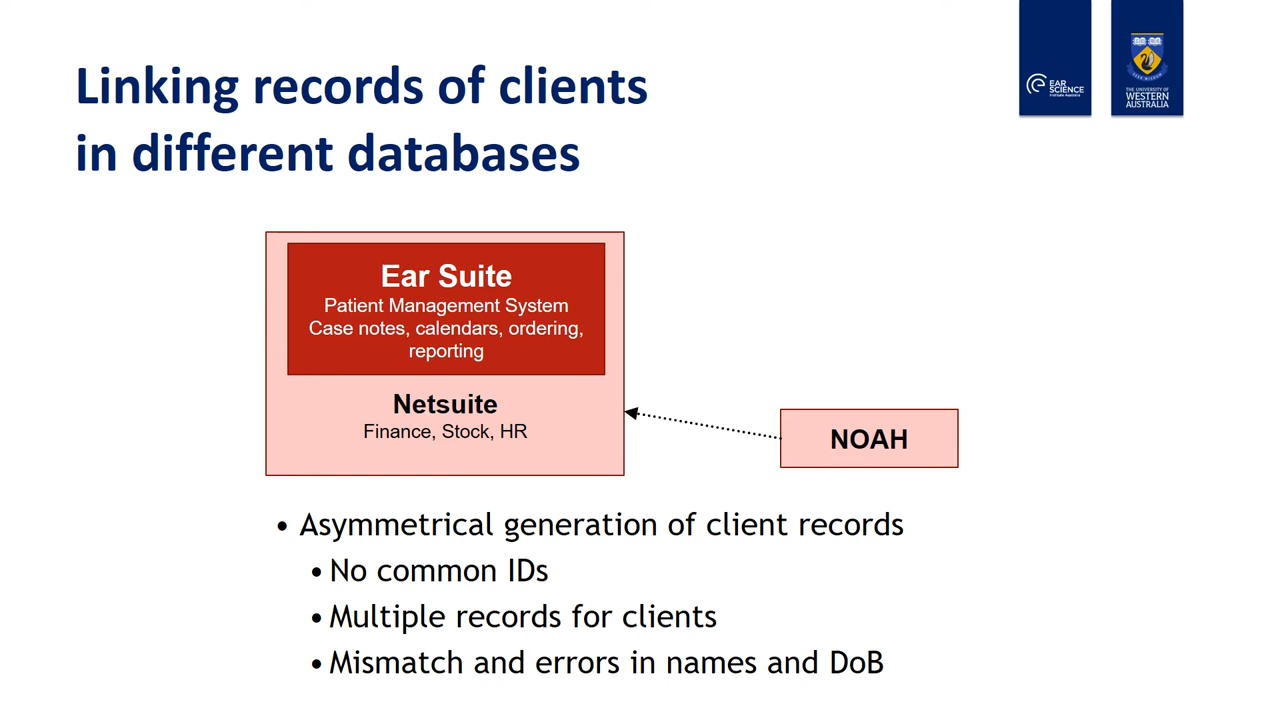 Linking records of clients
in different databases
EAR
SCIENCE
Institute Australia
THE UNIVERSITY OF
WESTERN
AUSTRALIA
Ear Suite
Patient Management System
Case notes, calendars, ordering,
reporting
Netsuite
Finance, Stock, HR
NOAH
• Asymmetrical generation of client records
• No common IDs
• Multiple records for clients
• Mismatch and errors in names and DoB